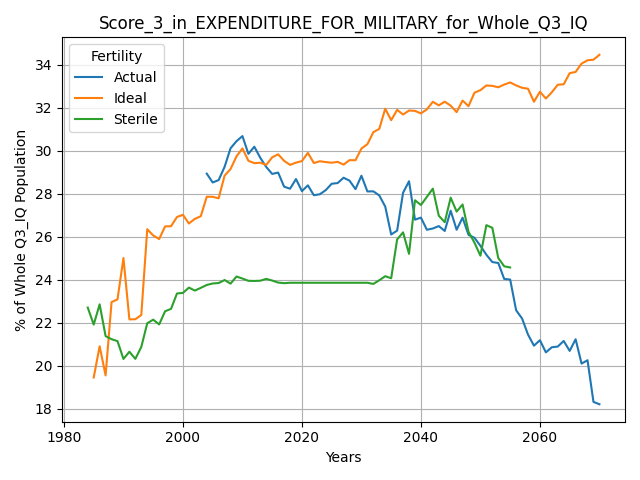 Score_3_in_EXPENDITURE_FOR_MILITARY_for_Whole_Q3_IQ
Fertility
Actual
Ideal
Sterile
% of Whole Q3_IQ Population
34
32
30
28
26
24
22
20
18
1980
2000
2020
2040
2060
Years